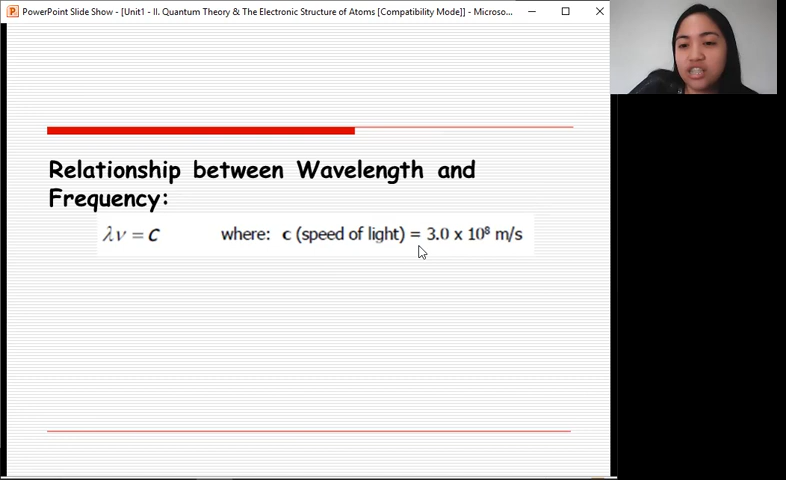 PowerPoint Slide Show - [Unit1 - II. Quantum Theory & The Electronic Structure of Atoms [Compatibility Mode]] - Microso...
Relationship between Wavelength and
Frequency:
λν = c where: c (speed of light) = 3.0 x 10⁸ m/s